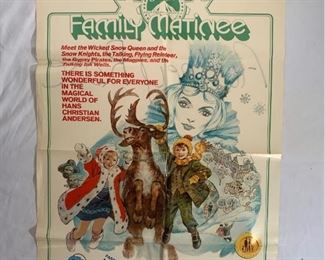 Family Matinee
Meet the Wicked Snow Queen and the
Snow Knights, the Talking, Flying Reindeer,
the Gypsy Pirates, the Magpies, and the
Talking Ink Wells.
THERE IS SOMETHING
WONDERFUL FOR EVERYONE
IN THE
MAGICAL
WORLD OF
HANS
CHRISTIAN
ANDERSEN.